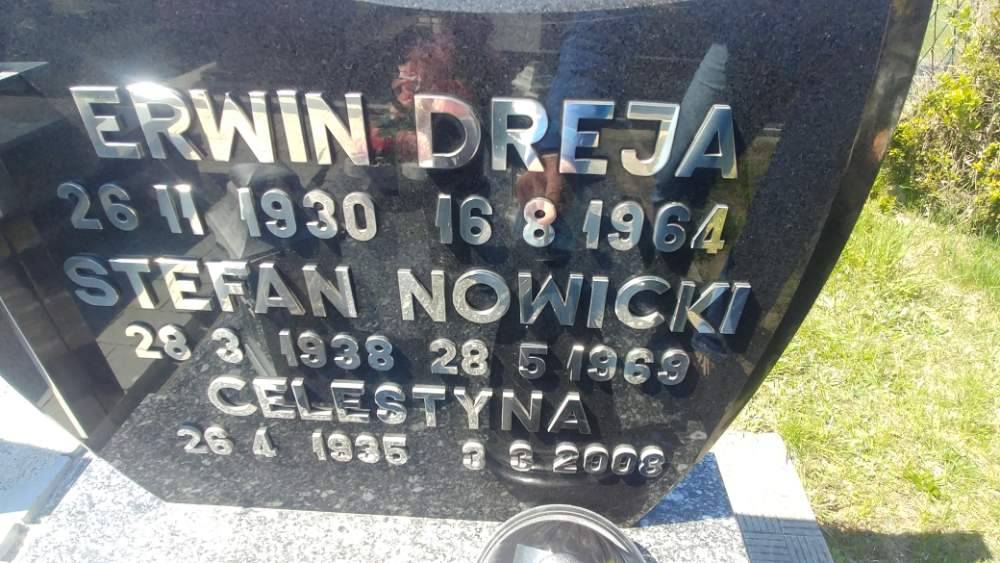 ERWIN DREJA
26 11 1930 16 8 1964
STEFAN NOWICKI
28 3 1938 28 5 1969
CELESTYNA
26 4 1935 3 3 2008